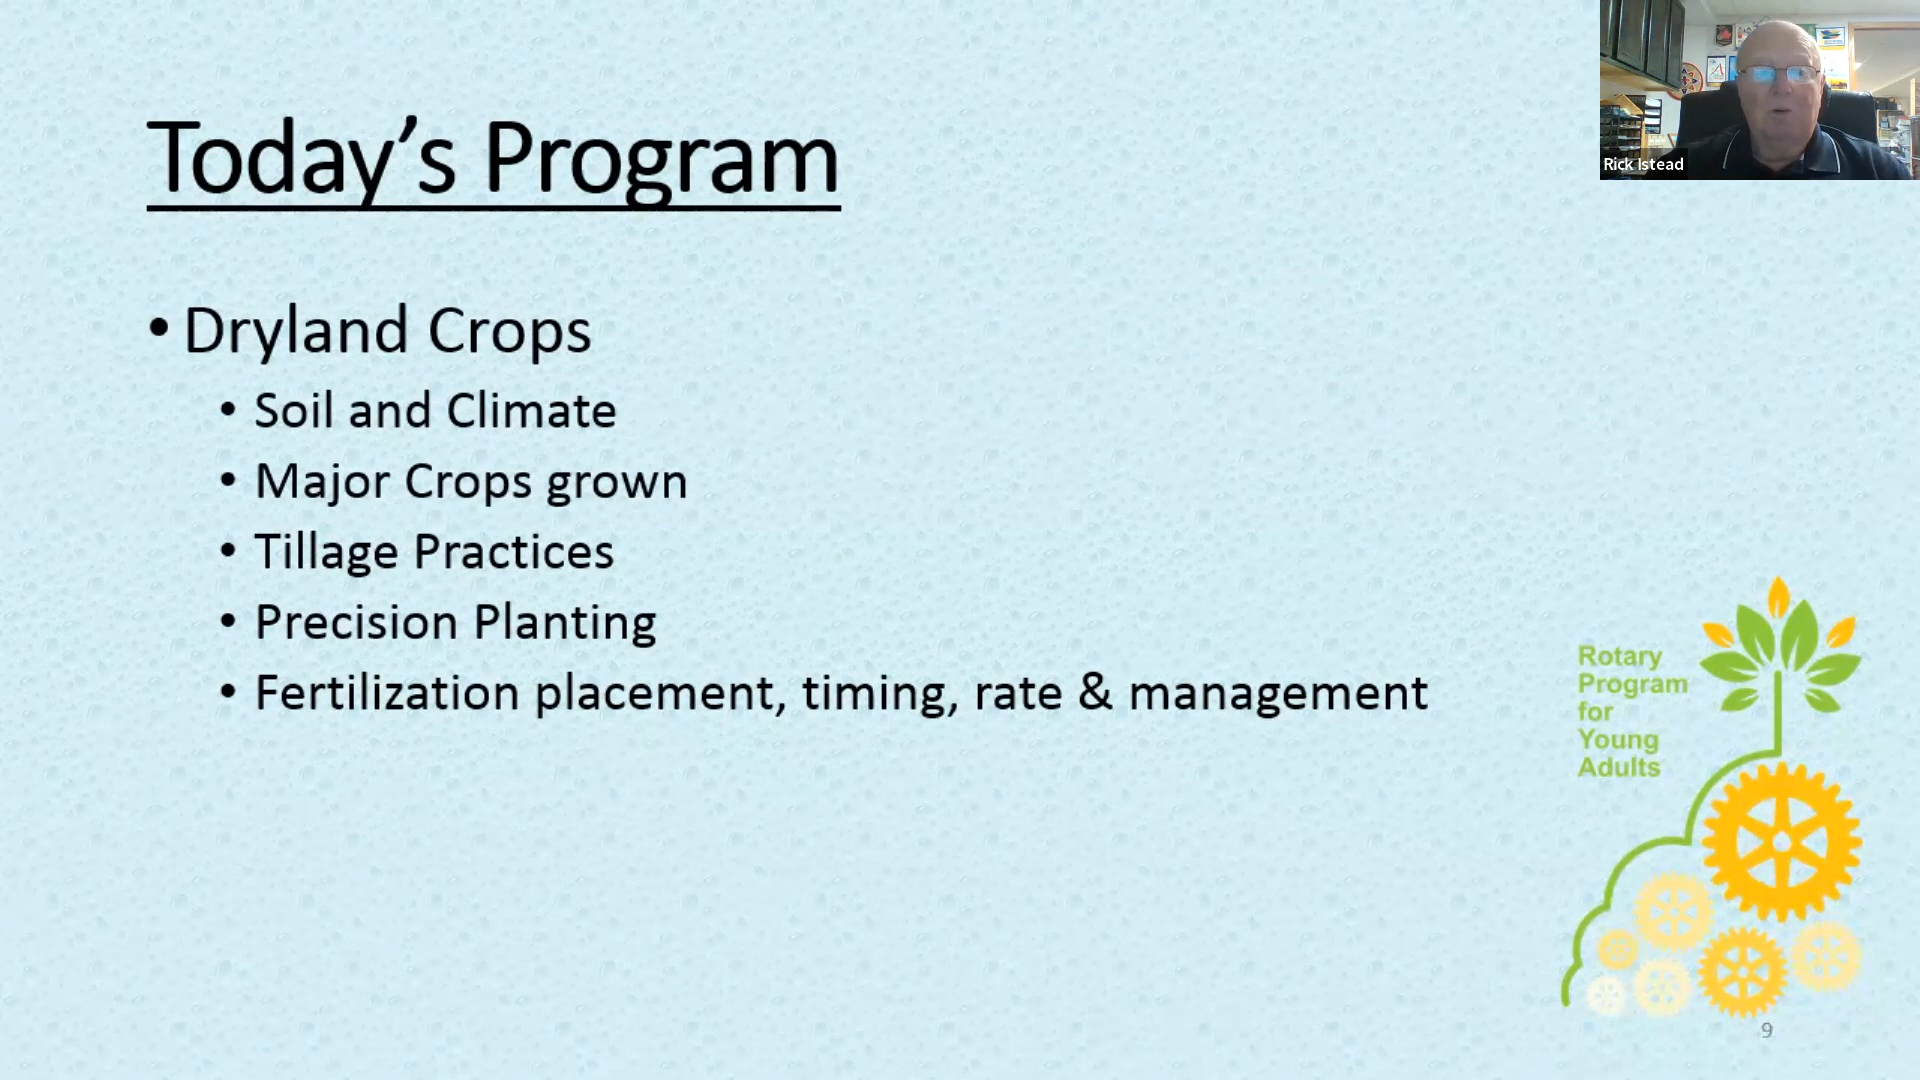 Today's Program
Rick Istead
• Dryland Crops
• Soil and Climate
• Major Crops grown
• Tillage Practices
• Precision Planting
• Fertilization placement, timing, rate & management
Rotary
Program
for
Young
Adults
9